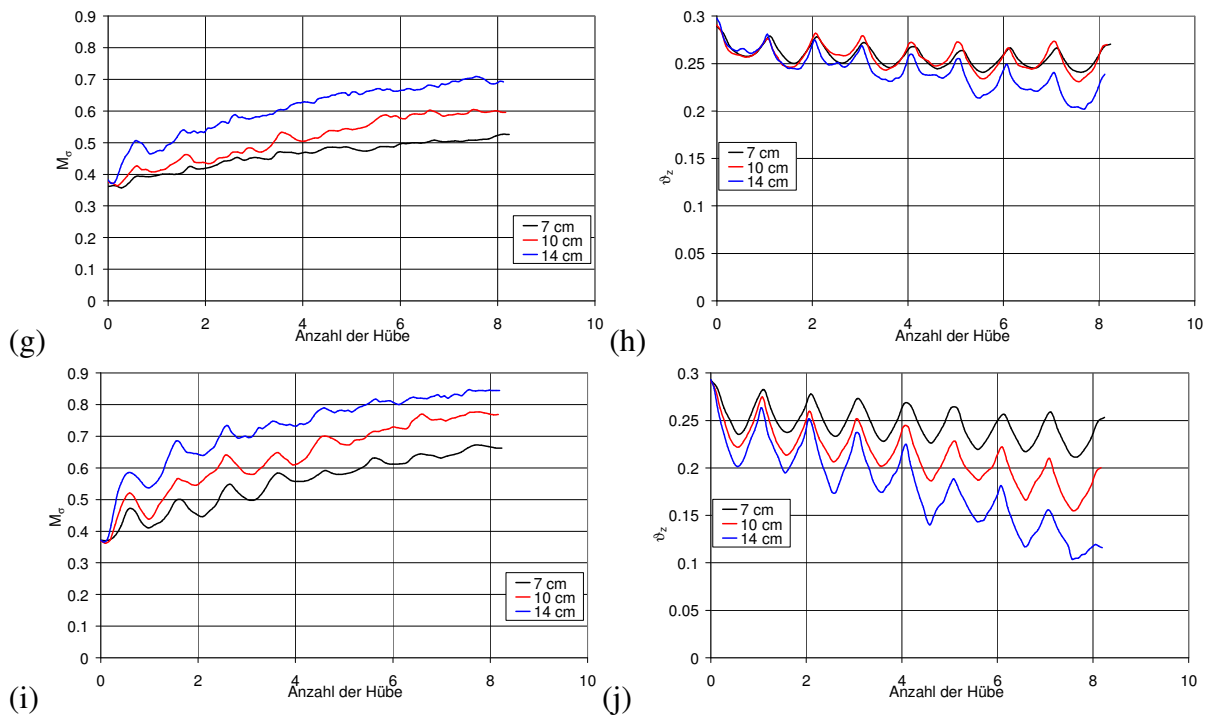 0.9
0.8
0.7
0.6
0.5
0.4
0.3
0.2
0.1
0
Mσ
0 2 4 6 8 10
Anzahl der Hübe
7 cm
10 cm
14 cm
(g)
0.3
0.25
0.2
0.15
0.1
0.05
0
ϑz
0 2 4 6 8 10
Anzahl der Hübe
7 cm
10 cm
14 cm
(h)
0.9
0.8
0.7
0.6
0.5
0.4
0.3
0.2
0.1
0
Mσ
0 2 4 6 8 10
Anzahl der Hübe
7 cm
10 cm
14 cm
(i)
0.3
0.25
0.2
0.15
0.1
0.05
0
ϑz
0 2 4 6 8 10
Anzahl der Hübe
7 cm
10 cm
14 cm
(j)